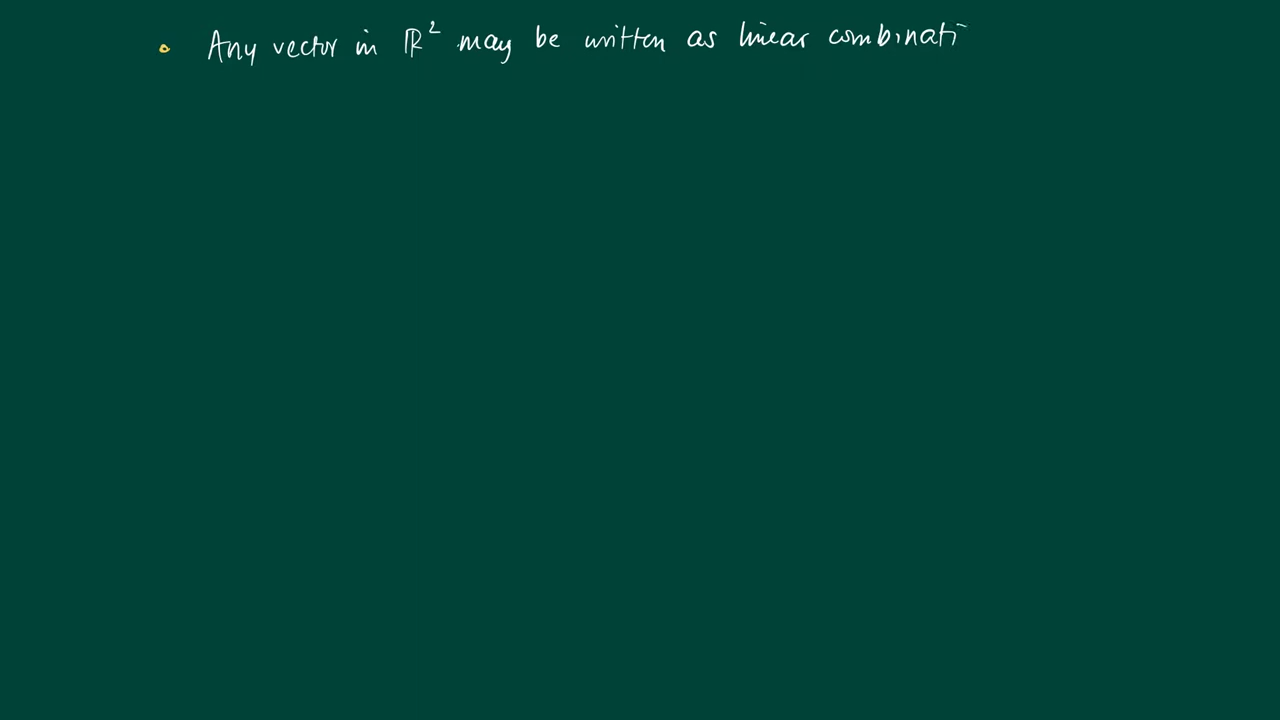 Any vector in ℝ² may be written as linear combinati